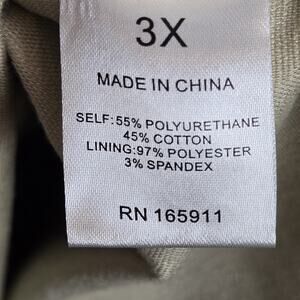 3X
MADE IN CHINA
SELF:55% POLYURETHANE
45% COTTON
LINING:97% POLYESTER
3% SPANDEX
RN 165911